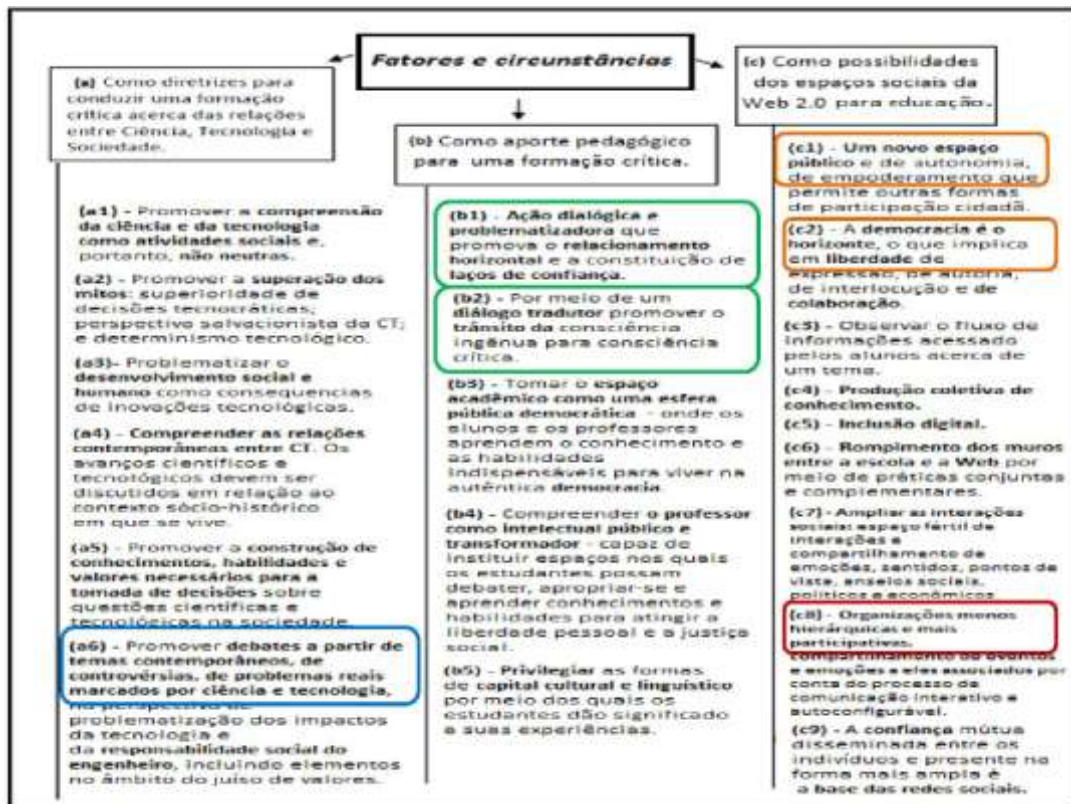 Fatores e circunstâncias
(a) Como diretrizes para
conduzir uma formação
crítica acerca das relações
entre Ciência, Tecnologia e
Sociedade.
(a1) - Promover a compreensão
da ciência e da tecnologia
como atividades sociais e,
portanto, não neutras.
(a2) - Promover a superação dos
mitos: superioridade de
decisões tecnocráticas;
perspectiva salvacionista da CT;
e determinismo tecnológico.
(a3)- Problematizar o
desenvolvimento social e
humano como consequencias
de inovações tecnológicas.
(a4) - Compreender as relações
contemporâneas entre CT. Os
avanços científicos e
tecnológicos devem ser
discutidos em relação ao
contexto sócio-histórico
em que se vive.
(a5) - Promover a construção de
conhecimentos, habilidades e
valores necessários para a
tomada de decisões sobre
questões científicas e
tecnológicas na sociedade
(a6) - Promover debates a partir de
temas contemporâneos, de
controvérsias, de problemas reais
marcados por ciência e tecnologia,
na perspectiva de
problematização dos impactos
da tecnologia e
da responsabilidade social do
engenheiro, incluindo elementos
no âmbito do juíso de valores.
(b) Como aporte pedagógico
para uma formação crítica.
(b1) - Ação dialógica e
problematizadora que
promova o relacionamento
horizontal e a constituição de
laços de confiança.
(b2) - Por meio de um
diálogo tradutor promover o
trânsito da consciência
ingênua para consciência
crítica.
(b3) - Tomar o espaço
acadêmico como uma esfera
pública democrática - onde os
alunos e os professores
aprendem o conhecimento e
as habilidades
indispensáveis para viver na
autêntica democracia
(b4) - Compreender o professor
como intelectual público e
transformador - capaz de
instituir espaços nos quais
os estudantes possam
debater, apropriar-se e
aprender conhecimentos e
habilidades para atingir a
liberdade pessoal e a justiça
social.
(b5) - Privilegiar as formas
de capital cultural e linguístico
por meio dos quais os
estudantes dão significado
a suas experiências.
(c) Como possibilidades
dos espaços sociais da
Web 2.0 para educação.
(c1) - Um novo espaço
público e de autonomia,
de empoderamento que
permite outras formas
de participação cidadã.
(c2) - A democracia é o
horizonte, o que implica
em liberdade de
expressão, de autoria,
de interlocução e de
colaboração.
(c3) - Observar o fluxo de
informações acessado
pelos alunos acerca de
um tema.
(c4) - Produção coletiva de
conhecimento.
(c5) - Inclusão digital.
(c6) - Rompimento dos muros
entre a escola e a Web por
meio de práticas conjuntas
e complementares.
(c7) - Ampliar as interações
sociais: espaço fértil de
interações e
compartilhamento de
emoções, sentidos, pontos de
vista, anseios sociais,
políticos e econômicos
(c8) - Organizações menos
hierárquicas e mais
participativas,
compartilhamento de eventos
e emoções a eles associados por
conta do processo de
comunicação interativo e
autoconfigurável.
(c9) - A confiança mútua
disseminada entre os
indivíduos e presente na
forma mais ampla é
a base das redes sociais.